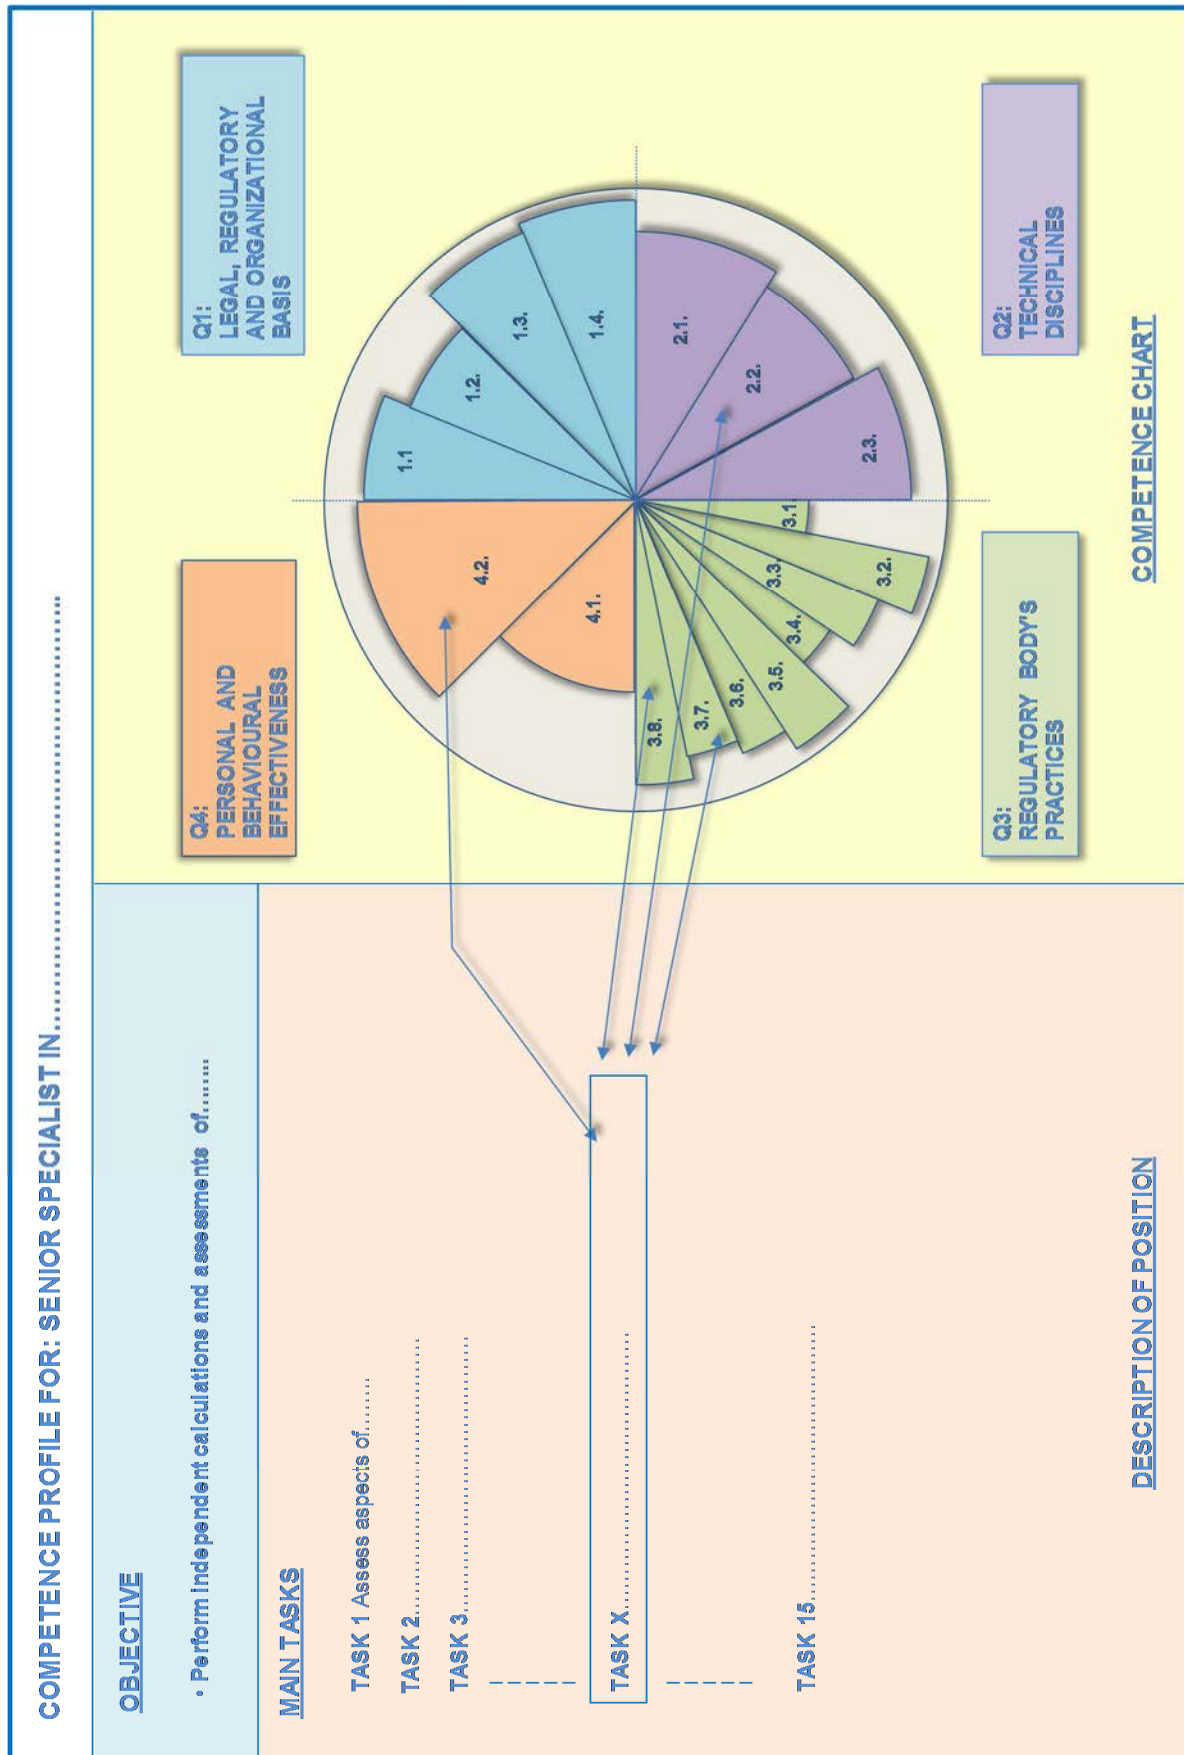 COMPETENCE PROFILE FOR: SENIOR SPECIALIST IN................................................
OBJECTIVE
• Perform independent calculations and assessments of........
MAIN TASKS
TASK 1 Assess aspects of.........
TASK 2........................................
TASK 3........................................
TASK X........................................
TASK 15........................................
DESCRIPTION OF POSITION
Q4:
PERSONAL AND
BEHAVIOURAL
EFFECTIVENESS
Q1:
LEGAL, REGULATORY
AND ORGANIZATIONAL
BASIS
4.2.
4.1.
1.1
1.2.
1.3.
1.4.
3.8.
3.7.
3.6.
3.5.
3.4.
3.3.
3.2.
3.1.
2.1.
2.2.
2.3.
Q3:
REGULATORY BODY'S
PRACTICES
Q2:
TECHNICAL
DISCIPLINES
COMPETENCE CHART